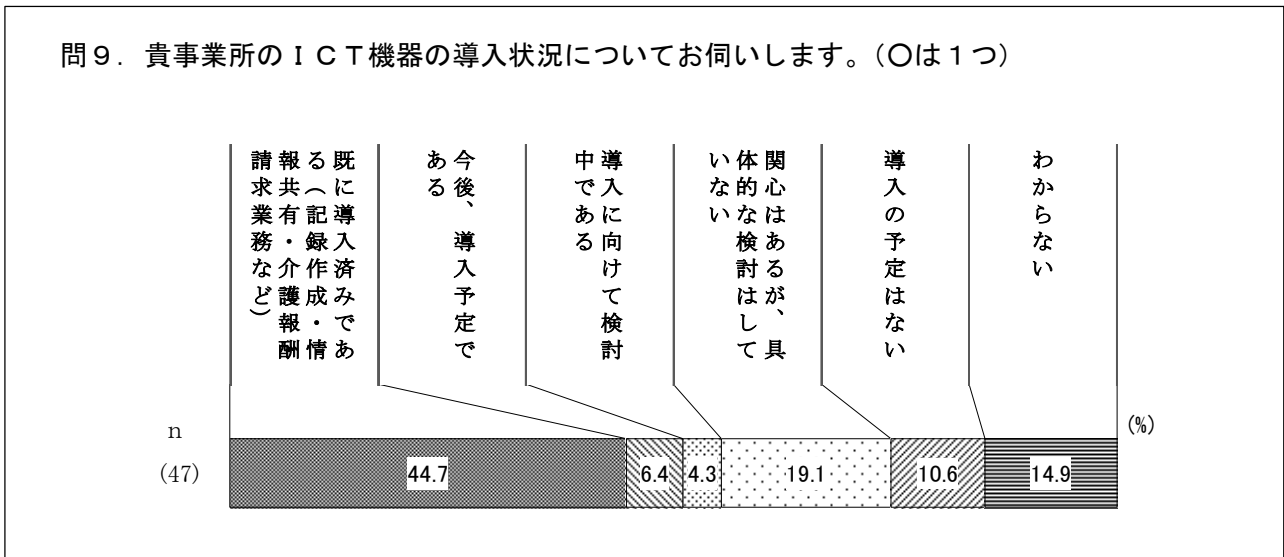 問９．貴事業所のＩＣＴ機器の導入状況についてお伺いします。（〇は１つ）
既に導入済みであ
る（記録作成・情
報共有・介護報酬
請求業務など）
今後、導入予定で
ある
導入に向けて検討
中である
関心はあるが、具
体的な検討はして
いない
導入の予定はない
わからない
(%)
n
(47)
44.7
6.4
4.3
19.1
10.6
14.9